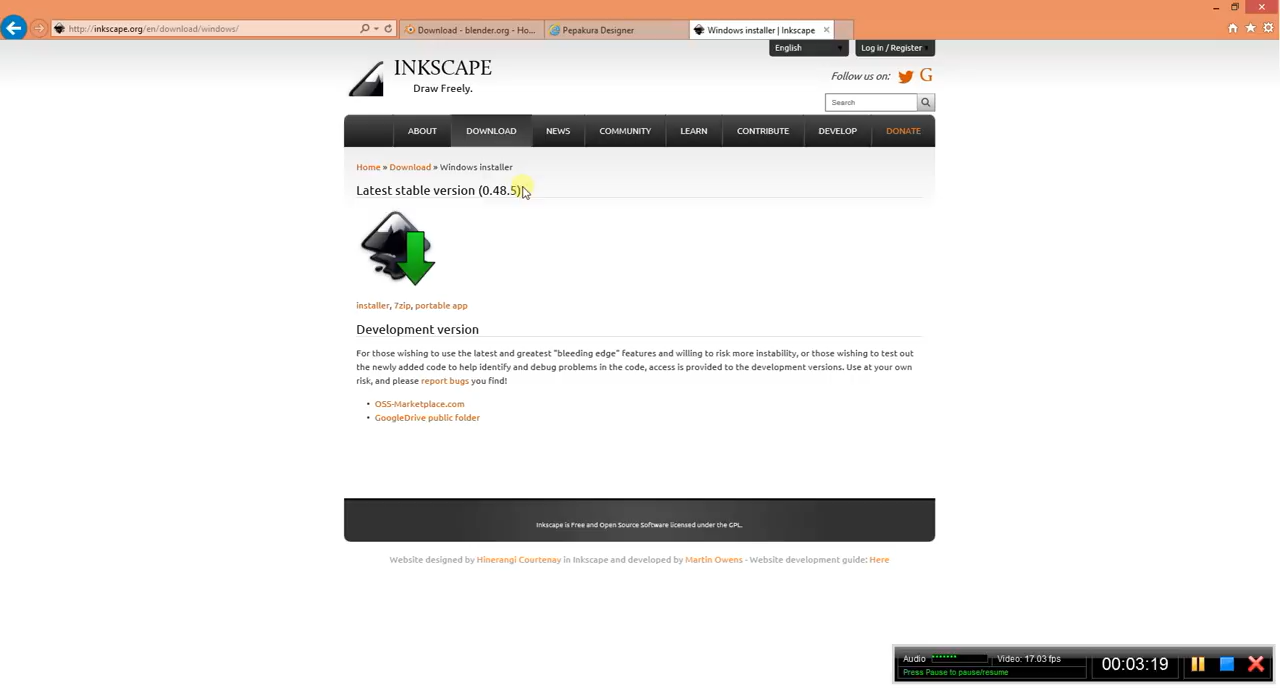 http://inkscape.org/en/download/windows/
Download - blender.org - Ho...
Pepakura Designer
Windows installer | Inkscape
English
Log in / Register
INKSCAPE
Draw Freely.
Follow us on:
Search
ABOUT
DOWNLOAD
NEWS
COMMUNITY
LEARN
CONTRIBUTE
DEVELOP
DONATE
Home » Download » Windows installer
Latest stable version (0.48.5)
installer, 7zip, portable app
Development version
For those wishing to use the latest and greatest "bleeding edge" features and willing to risk more instability, or those wishing to test out
the newly added code to help identify and debug problems in the code, access is provided to the development versions. Use at your own
risk, and please report bugs you find!
• OSS-Marketplace.com
• GoogleDrive public folder
Inkscape is Free and Open Source Software licensed under the GPL.
Website designed by Hinerangi Courtenay in Inkscape and developed by Martin Owens - Website development guide: Here
Audio
Video: 17.03 fps
Press Pause to pause/resume
00:03:19